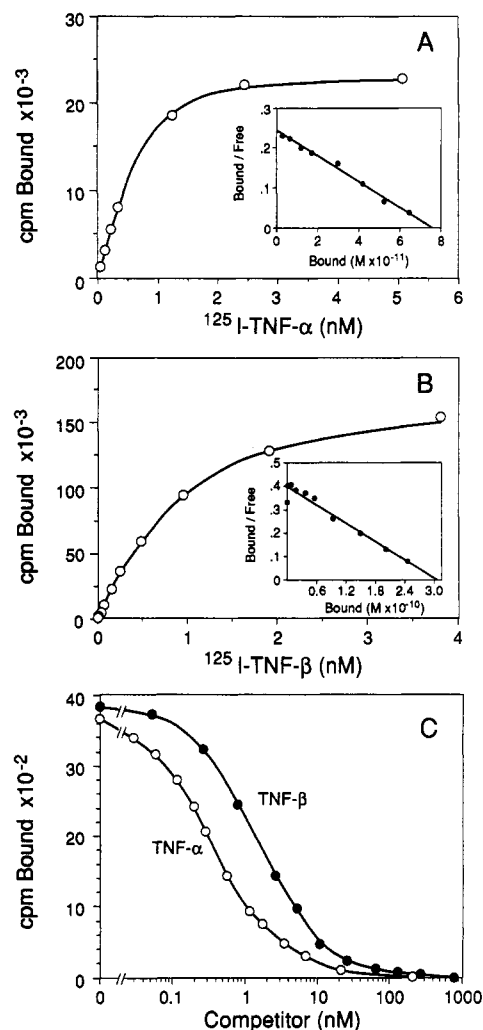 A
cpm Bound x10⁻³
30
20
10
0
0 1 2 3 4 5 6
¹²⁵I-TNF-α (nM)
Bound / Free
.3
.2
.1
0
0 2 4 6 8
Bound (M x10⁻¹¹)
B
cpm Bound x10⁻³
200
150
100
50
0
0 1 2 3 4
¹²⁵I-TNF-β (nM)
Bound / Free
.5
.4
.3
.2
.1
0
0.6 1.2 1.8 2.4 3.0
Bound (M x10⁻¹⁰)
C
cpm Bound x10⁻²
40
30
20
10
0
TNF-β
TNF-α
0 0.1 1 10 100 1000
Competitor (nM)